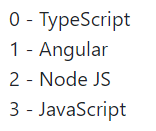 0 - TypeScript
1 - Angular
2 - Node JS
3 - JavaScript